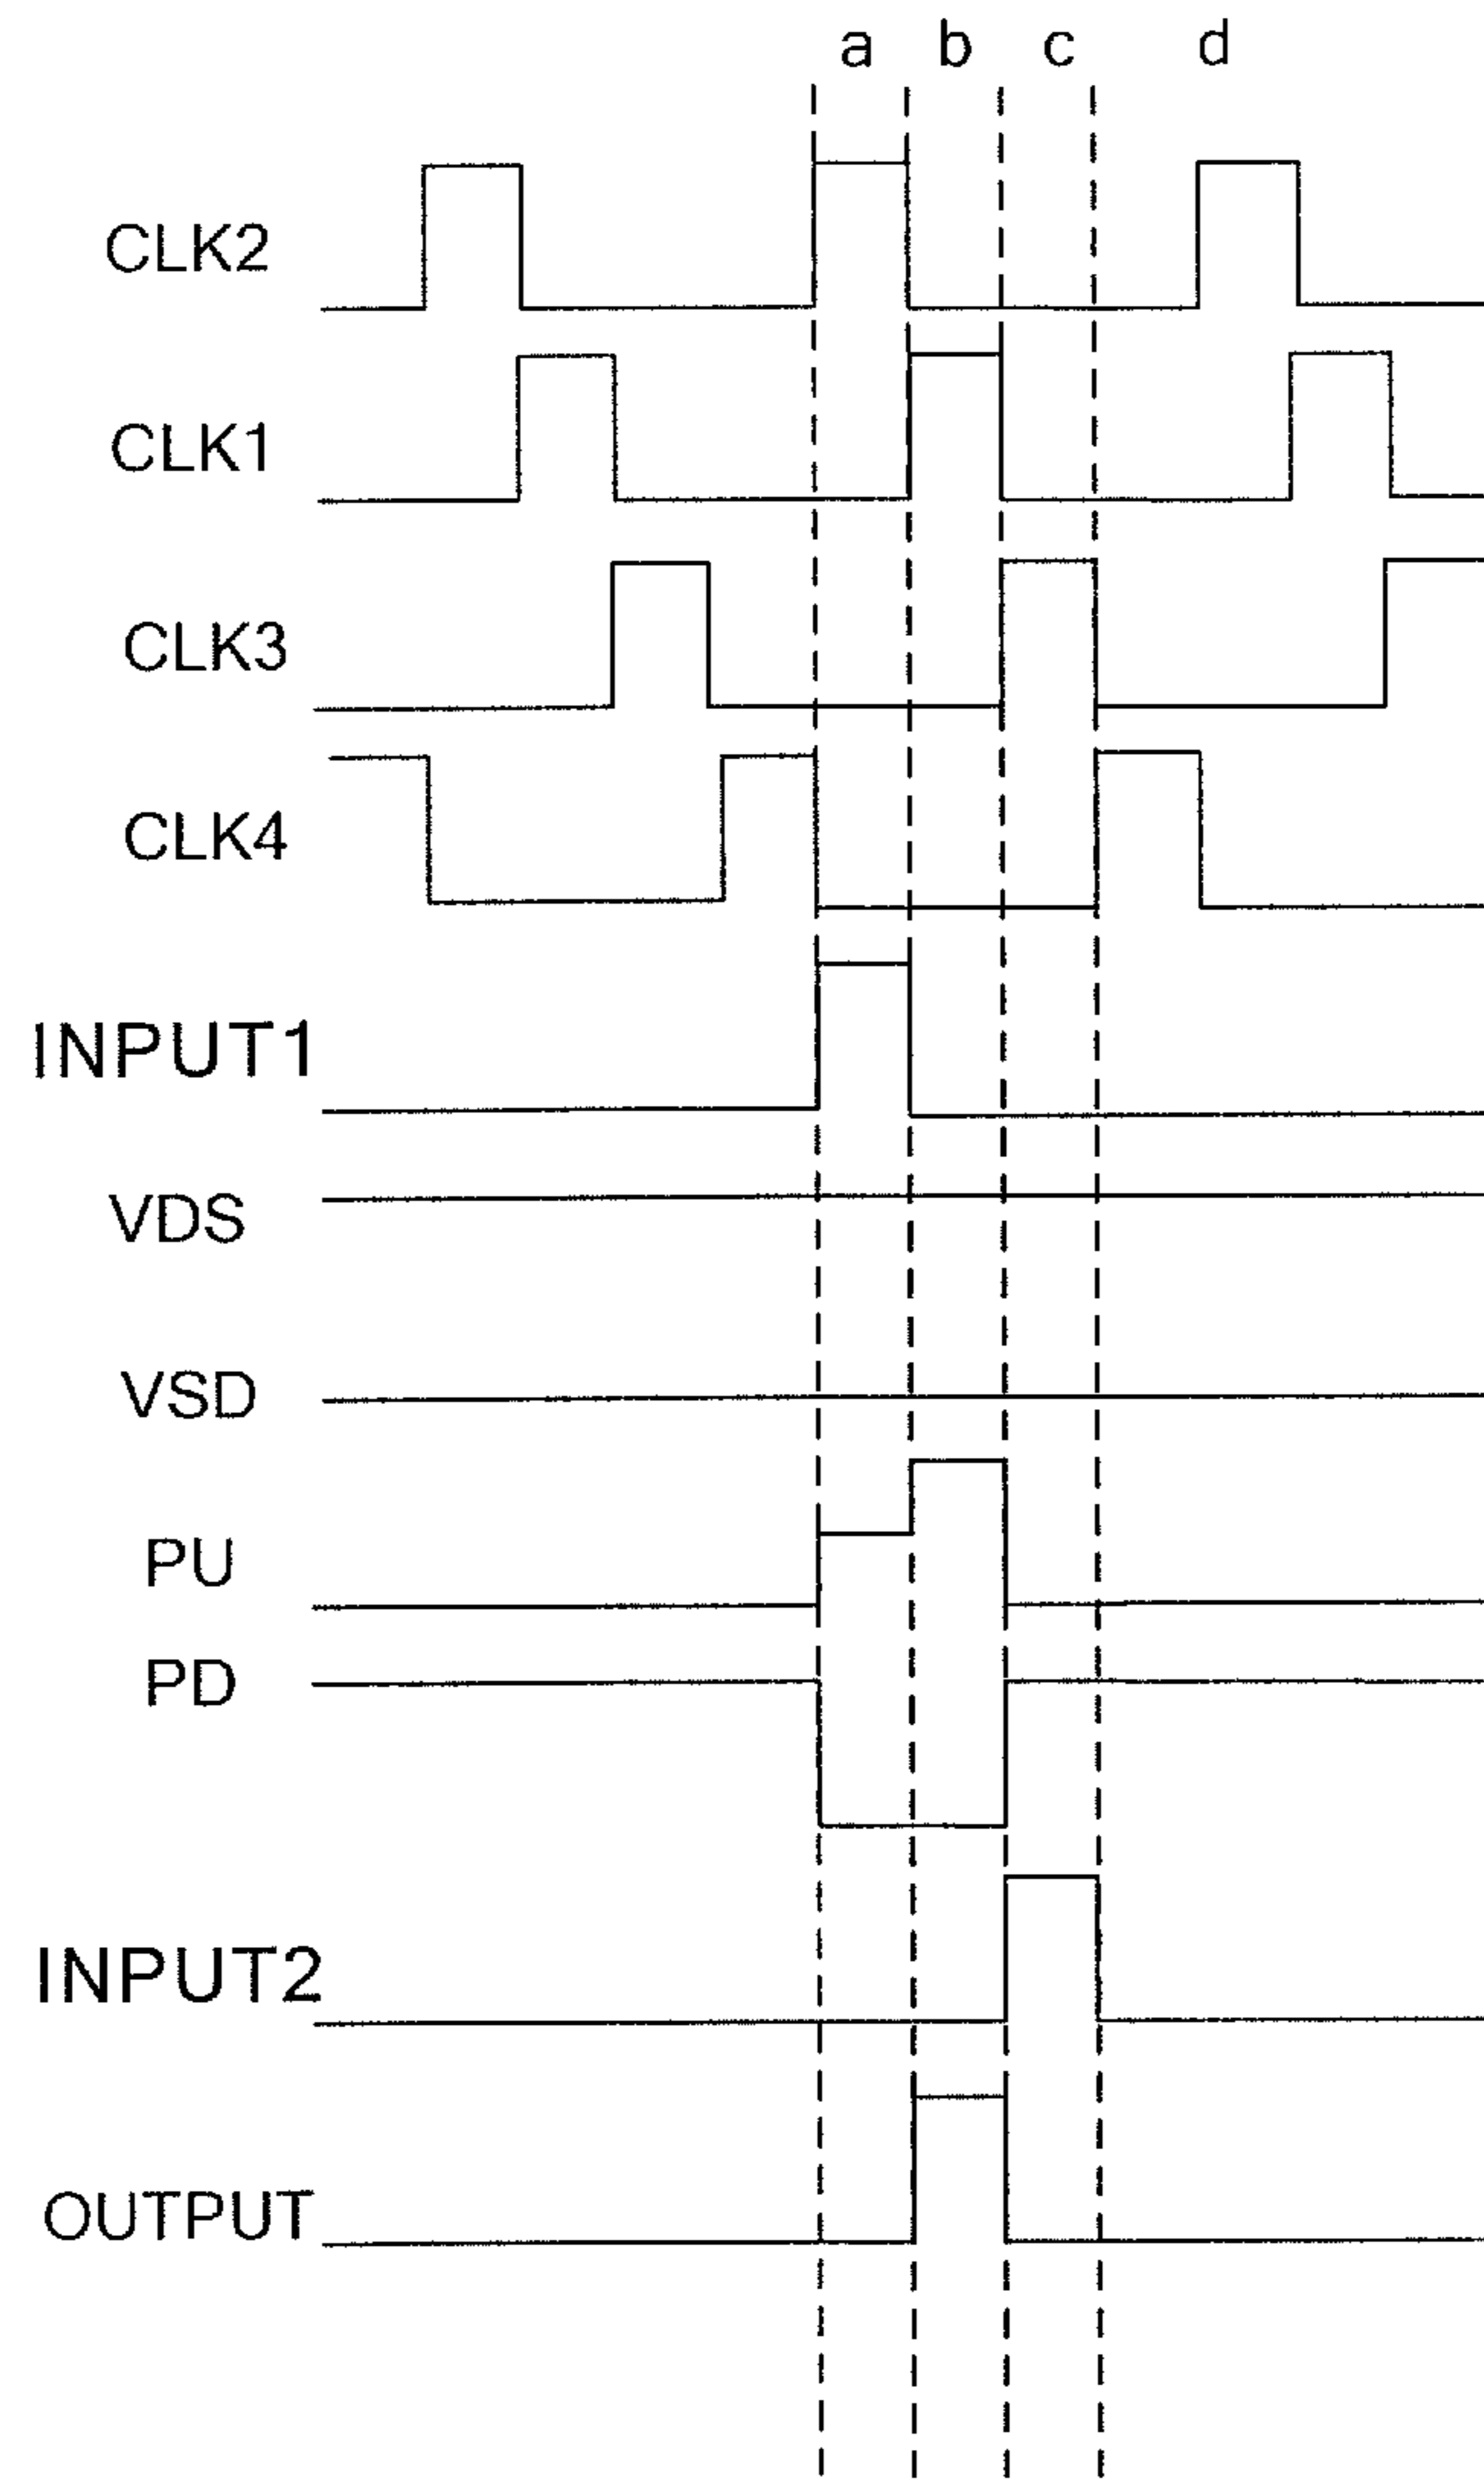 a b c d
CLK2
CLK1
CLK3
CLK4
INPUT1
VDS
VSD
PU
PD
INPUT2
OUTPUT